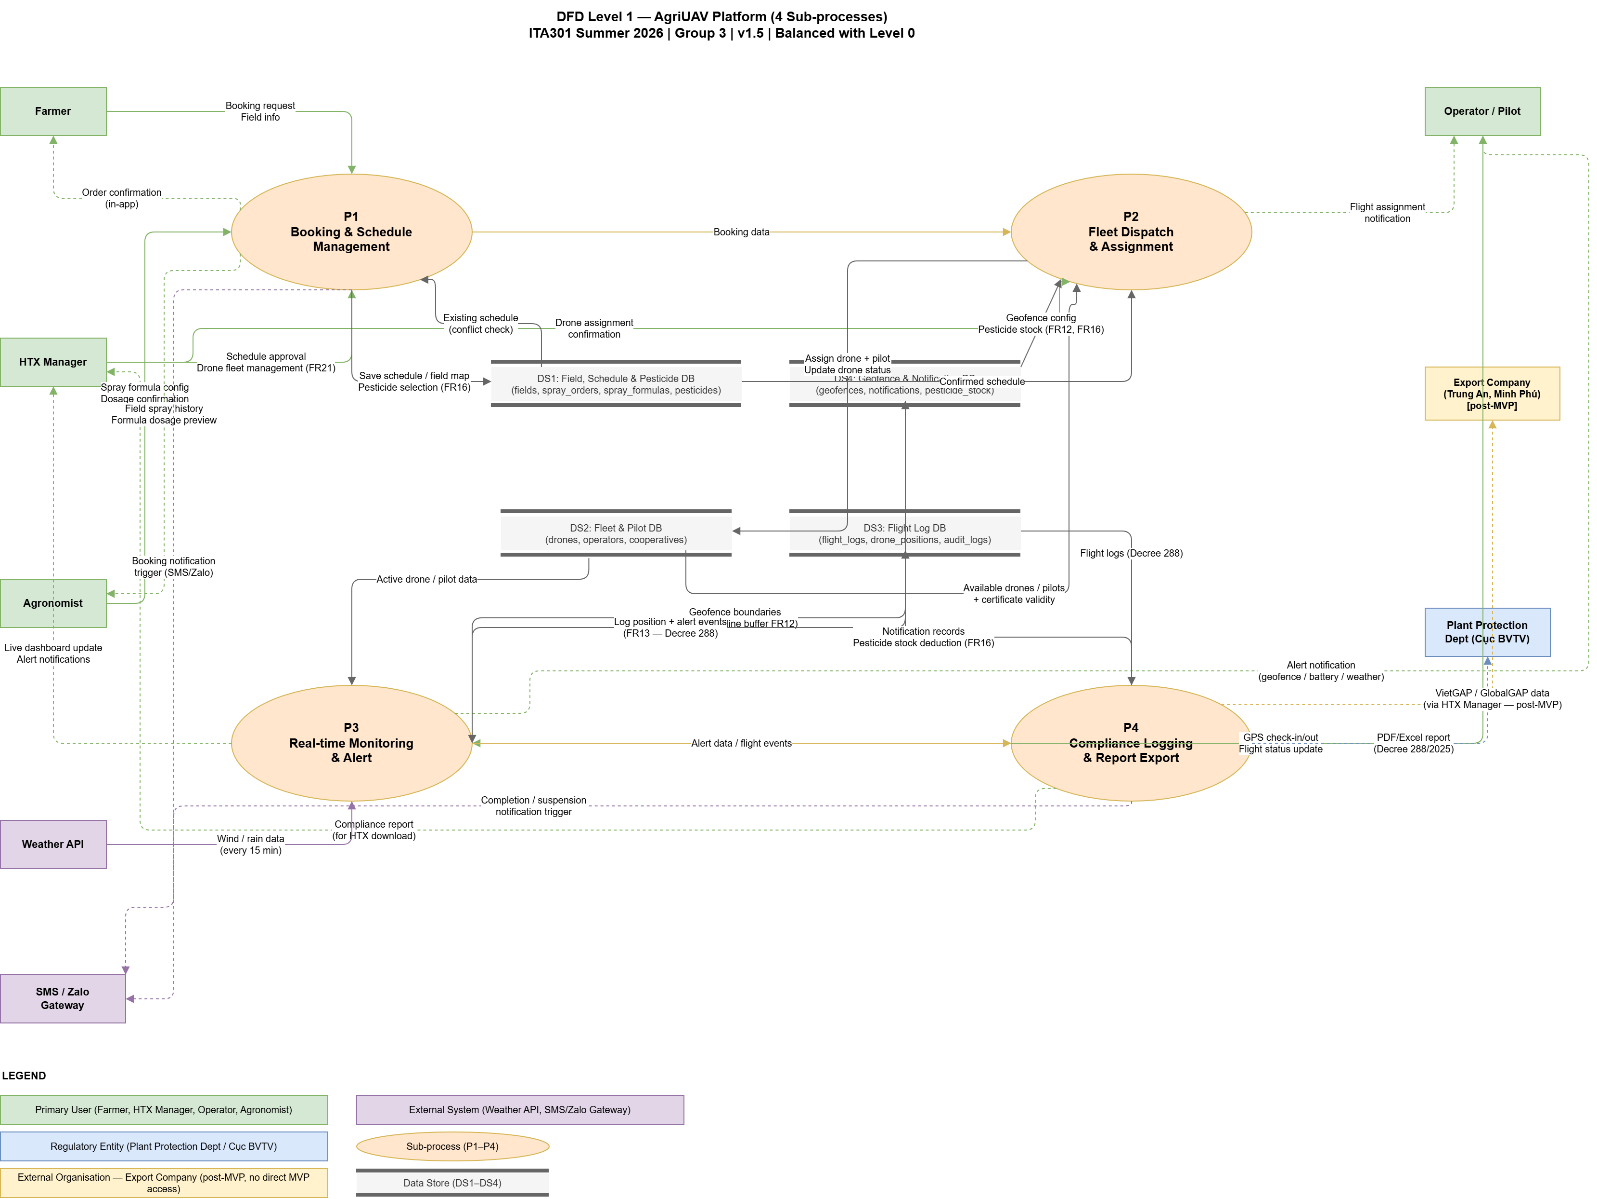 DFD Level 1 — AgriUAV Platform (4 Sub-processes)
ITA301 Summer 2026 | Group 3 | v1.5 | Balanced with Level 0
Farmer
Booking request
Field info
Operator / Pilot
Order confirmation
(in-app)
P1
Booking & Schedule
Management
Booking data
P2
Fleet Dispatch
& Assignment
Flight assignment
notification
Existing schedule
(conflict check)
Drone assignment
confirmation
Geofence config
Pesticide stock (FR12, FR16)
HTX Manager
Schedule approval
Drone fleet management (FR21)
Save schedule / field map
Pesticide selection (FR16)
DS1: Field, Schedule & Pesticide DB
(fields, spray_orders, spray_formulas, pesticides)
Assign drone + pilot
Update drone status
DS4: Geofence &
(geofences, notifications, pesticide_stock)
Confirmed schedule
Export Company
(Trung An, Minh Phú)
[post-MVP]
Spray formula config
Dosage confirmation
Field spray history
Formula dosage preview
DS2: Fleet & Pilot DB
(drones, operators, cooperatives)
DS3: Flight Log DB
(flight_logs, drone_positions, audit_logs)
Flight logs (Decree 288)
Booking notification
trigger (SMS/Zalo)
Active drone / pilot data
Available drones / pilots
+ certificate validity
Agronomist
Geofence boundaries
line buffer FR12)
Log position + alert events
(FR13 — Decree 288)
Notification records
Pesticide stock deduction (FR16)
Plant Protection
Dept (Cục BVTV)
Live dashboard update
Alert notifications
Alert notification
(geofence / battery / weather)
VietGAP / GlobalGAP data
(via HTX Manager — post-MVP)
P3
Real-time Monitoring
& Alert
Alert data / flight events
P4
Compliance Logging
& Report Export
GPS check-in/out
Flight status update
PDF/Excel report
(Decree 288/2025)
Completion / suspension
notification trigger
Compliance report
(for HTX download)
Weather API
Wind / rain data
(every 15 min)
SMS / Zalo
Gateway
LEGEND
Primary User (Farmer, HTX Manager, Operator, Agronomist)
External System (Weather API, SMS/Zalo Gateway)
Regulatory Entity (Plant Protection Dept / Cục BVTV)
Sub-process (P1–P4)
External Organisation — Export Company (post-MVP, no direct MVP
access)
Data Store (DS1–DS4)